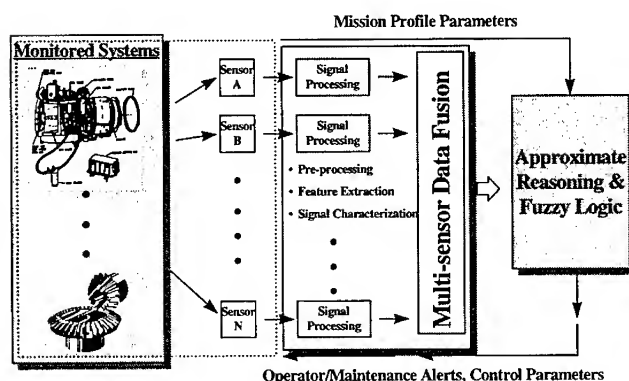 Mission Profile Parameters
Monitored Systems
Sensor
A
Signal
Processing
Sensor
B
Signal
Processing
• Pre-processing
• Feature Extraction
• Signal Characterization
Sensor
N
Signal
Processing
Multi-sensor Data Fusion
Approximate
Reasoning &
Fuzzy Logic
Operator/Maintenance Alerts, Control Parameters